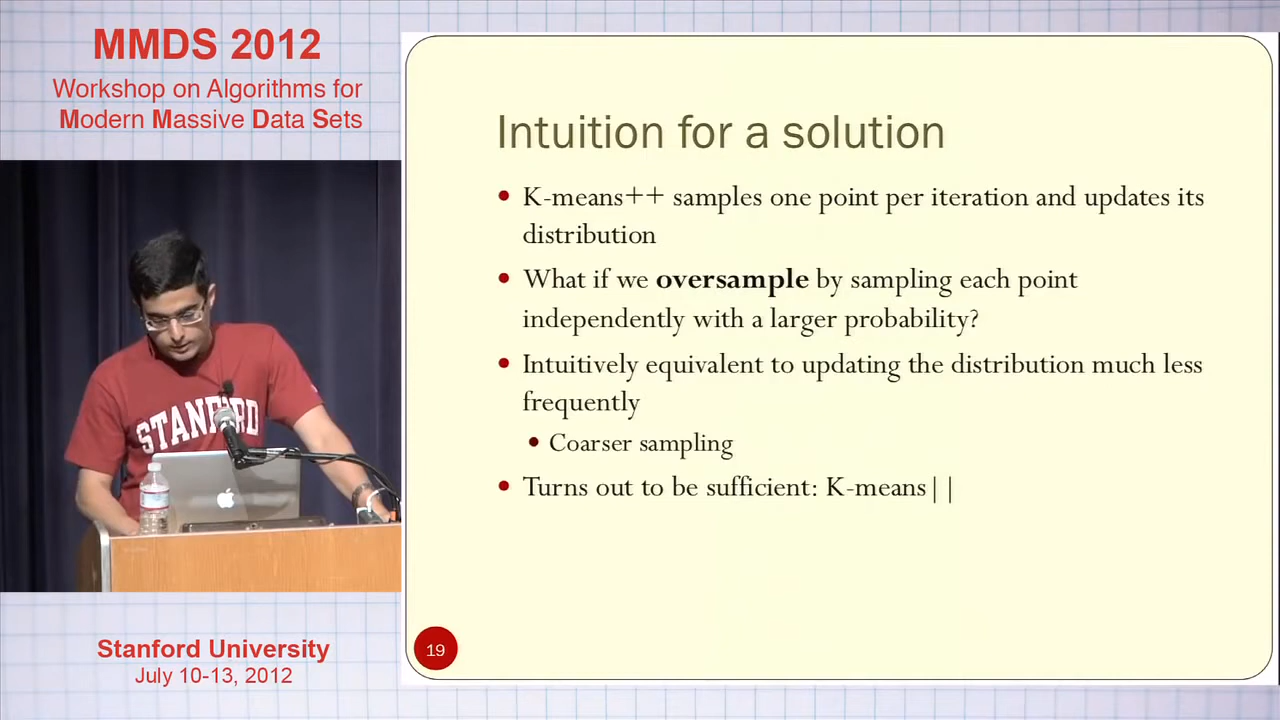 MMDS 2012
Workshop on Algorithms for
Modern Massive Data Sets
STANFORD
Stanford University
July 10-13, 2012
Intuition for a solution
• K-means++ samples one point per iteration and updates its
distribution
• What if we oversample by sampling each point
independently with a larger probability?
• Intuitively equivalent to updating the distribution much less
frequently
• Coarser sampling
• Turns out to be sufficient: K-means||
19